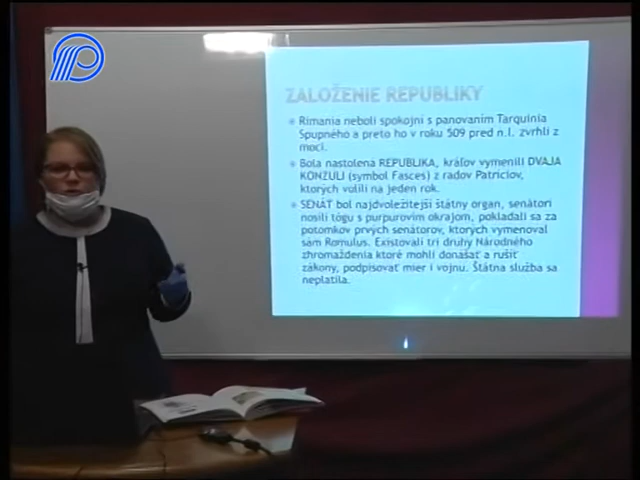 ZALOŽENIE REPUBLIKY
Rimania neboli spokojní s panovaním Tarquinia
Spupného a preto ho v roku 509 pred n.l. zvrhli z
moci.
Bola nastolená REPUBLIKA, kráľov vymenili DVAJA
KONZULI (symbol Fasces) z radov Patriciov,
ktorých volili na jeden rok.
SENÁT bol najdvoležitejší štátny organ, senátori
nosili tógu s purpurovím okrajom, pokladali sa za
potomkov prvých senátorov, ktorých vymenoval
sám Romulus. Existovali tri druhy Národného
zhromaždenia ktoré mohli donášať a rušiť
zákony, podpisovať mier i vojnu. Štátna služba sa
neplatila.